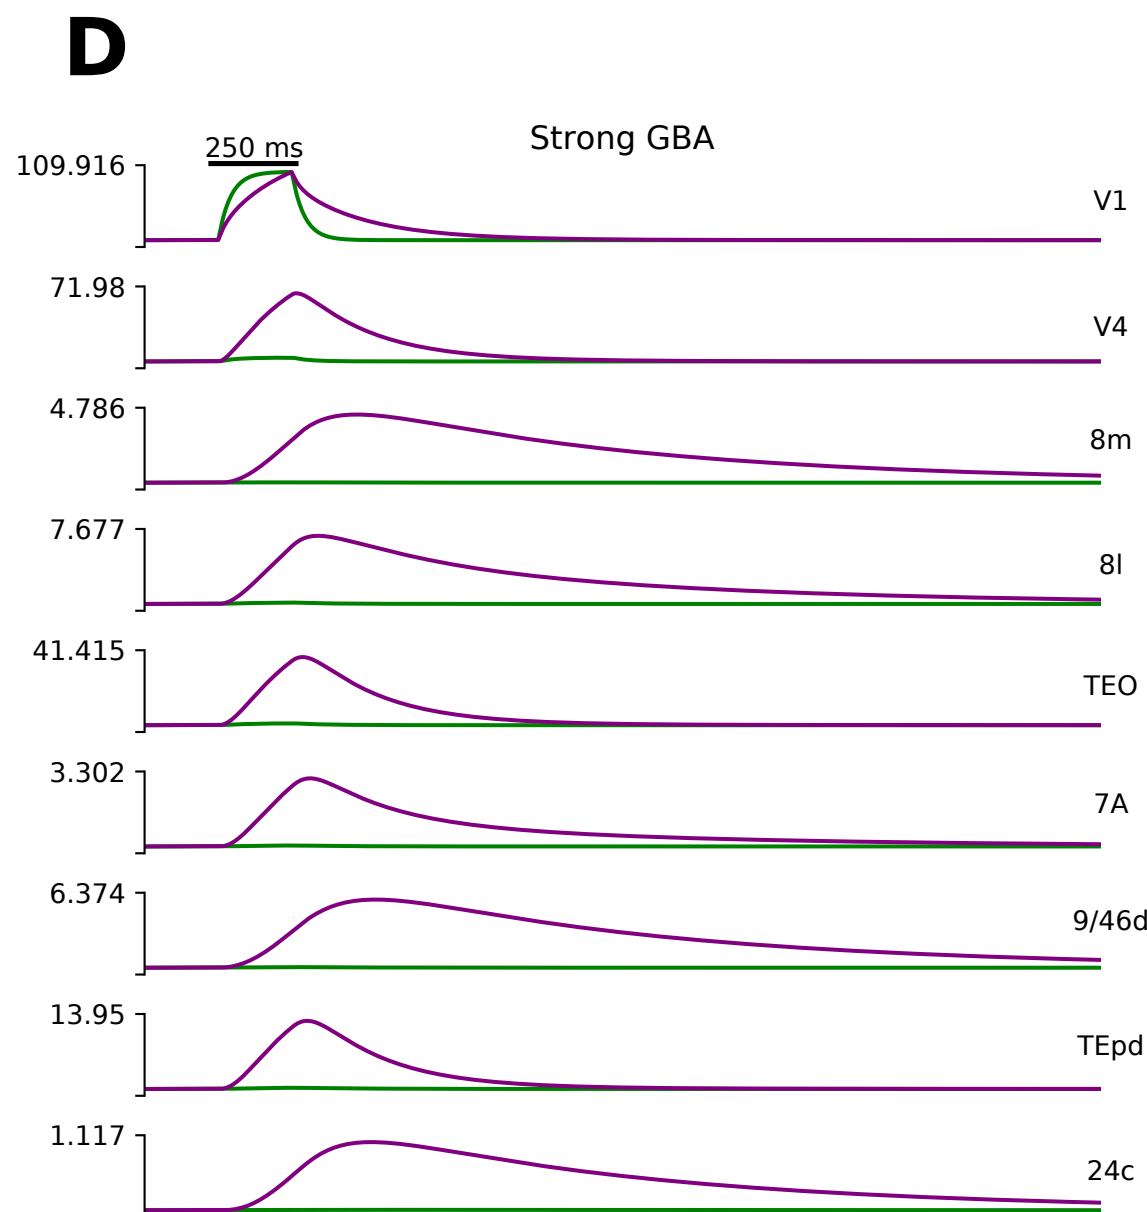 D
Strong GBA
250 ms
109.916
V1
71.98
V4
4.786
8m
7.677
8l
41.415
TEO
3.302
7A
6.374
9/46d
13.95
TEpd
1.117
24c